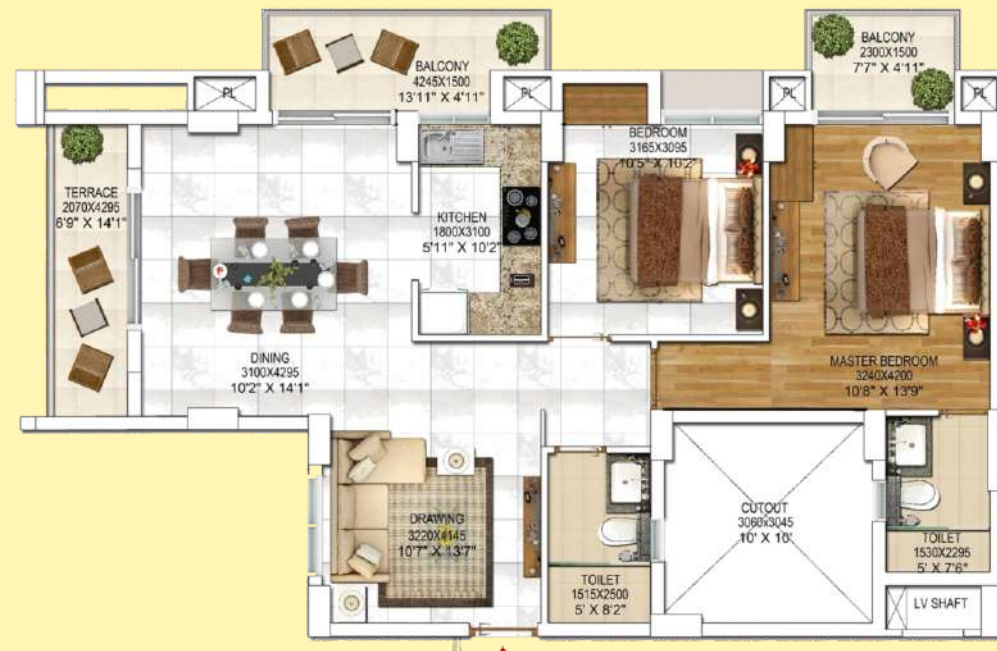 BALCONY
4245X1500
13'11" X 4'11"
BALCONY
2300X1500
7'7" X 4'11"
PL
PL
PL
PL
TERRACE
2070X4295
6'9" X 14'1"
KITCHEN
1800X3100
5'11" X 10'2"
BEDROOM
3165X3095
10'5" X 10'2"
DINING
3100X4295
10'2" X 14'1"
MASTER BEDROOM
3240X4200
10'8" X 13'9"
DRAWING
3220X4145
10'7" X 13'7"
TOILET
1515X2500
5' X 8'2"
CUTOUT
3060x3045
10' X 10'
TOILET
1530X2295
5' X 7'6"
LV SHAFT